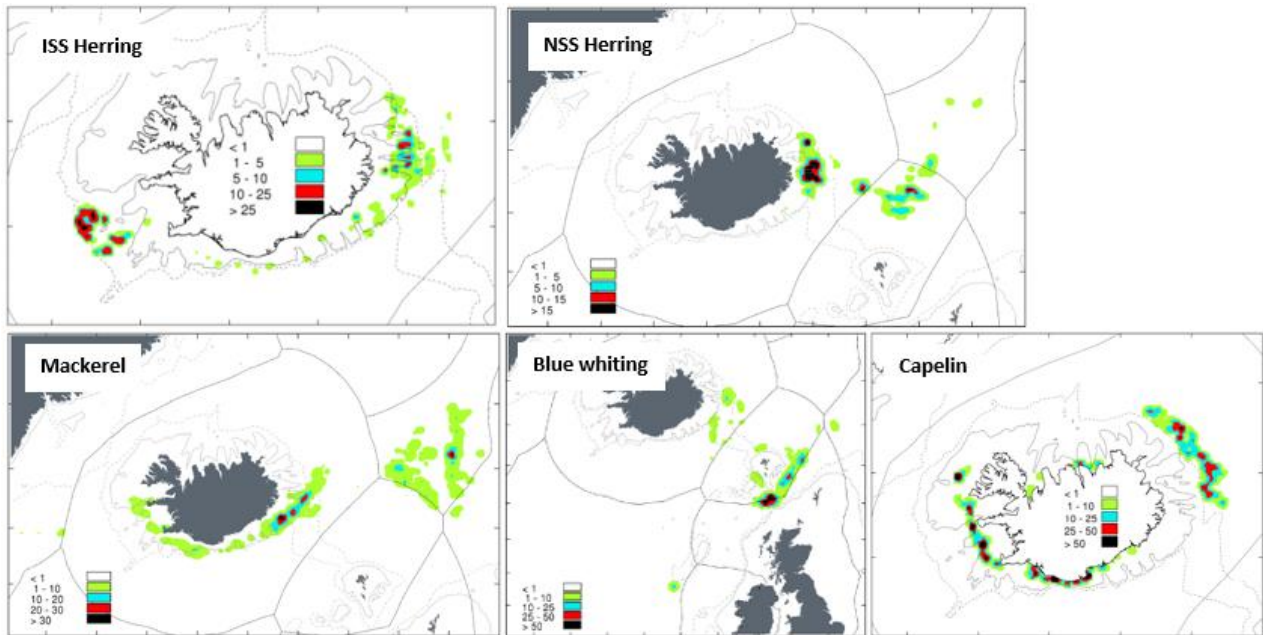 ISS Herring
< 1
1 - 5
5 - 10
10 - 25
> 25
NSS Herring
< 1
1 - 5
5 - 10
10 - 15
> 15
Mackerel
< 1
1 - 10
10 - 20
20 - 30
> 30
Blue whiting
< 1
1 - 10
10 - 25
25 - 50
> 50
Capelin
< 1
1 - 10
10 - 25
25 - 50
> 50